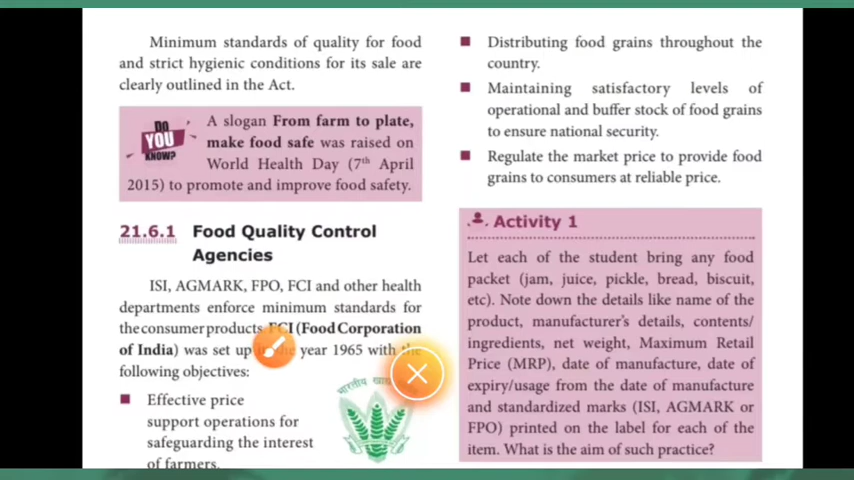 Minimum standards of quality for food
and strict hygienic conditions for its sale are
clearly outlined in the Act.
DO
YOU
KNOW?
A slogan From farm to plate,
make food safe was raised on
World Health Day (7th April
2015) to promote and improve food safety.
21.6.1 Food Quality Control
Agencies
ISI, AGMARK, FPO, FCI and other health
departments enforce minimum standards for
the consumer products. FCI (Food Corporation
of India) was set up in the year 1965 with the
following objectives:
■ Effective price
support operations for
safeguarding the interest
of farmers.
भारतीय खाद्य
■ Distributing food grains throughout the
country.
■ Maintaining satisfactory levels of
operational and buffer stock of food grains
to ensure national security.
■ Regulate the market price to provide food
grains to consumers at reliable price.
Activity 1
Let each of the student bring any food
packet (jam, juice, pickle, bread, biscuit,
etc). Note down the details like name of the
product, manufacturer's details, contents/
ingredients, net weight, Maximum Retail
Price (MRP), date of manufacture, date of
expiry/usage from the date of manufacture
and standardized marks (ISI, AGMARK or
FPO) printed on the label for each of the
item. What is the aim of such practice?